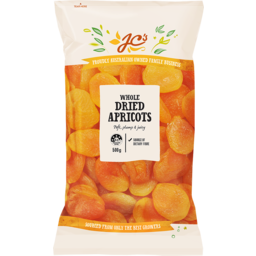 JC's
PROUDLY AUSTRALIAN OWNED FAMILY BUSINESS
WHOLE
DRIED
APRICOTS
Soft, plump & juicy
500g
SOURCE OF
DIETARY FIBRE
SOURCED FROM ONLY THE BEST GROWERS